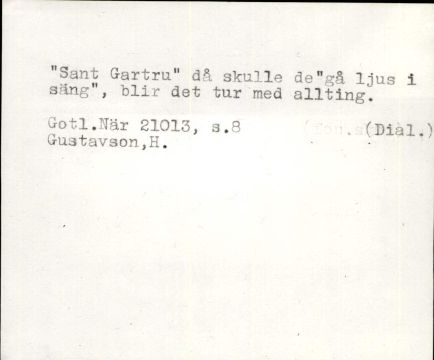 "Sant Gartru" då skulle de"gå ljus i
säng", blir det tur med allting.
Gotl.När 21013, s.8 (Dial.)
Gustavson,H.